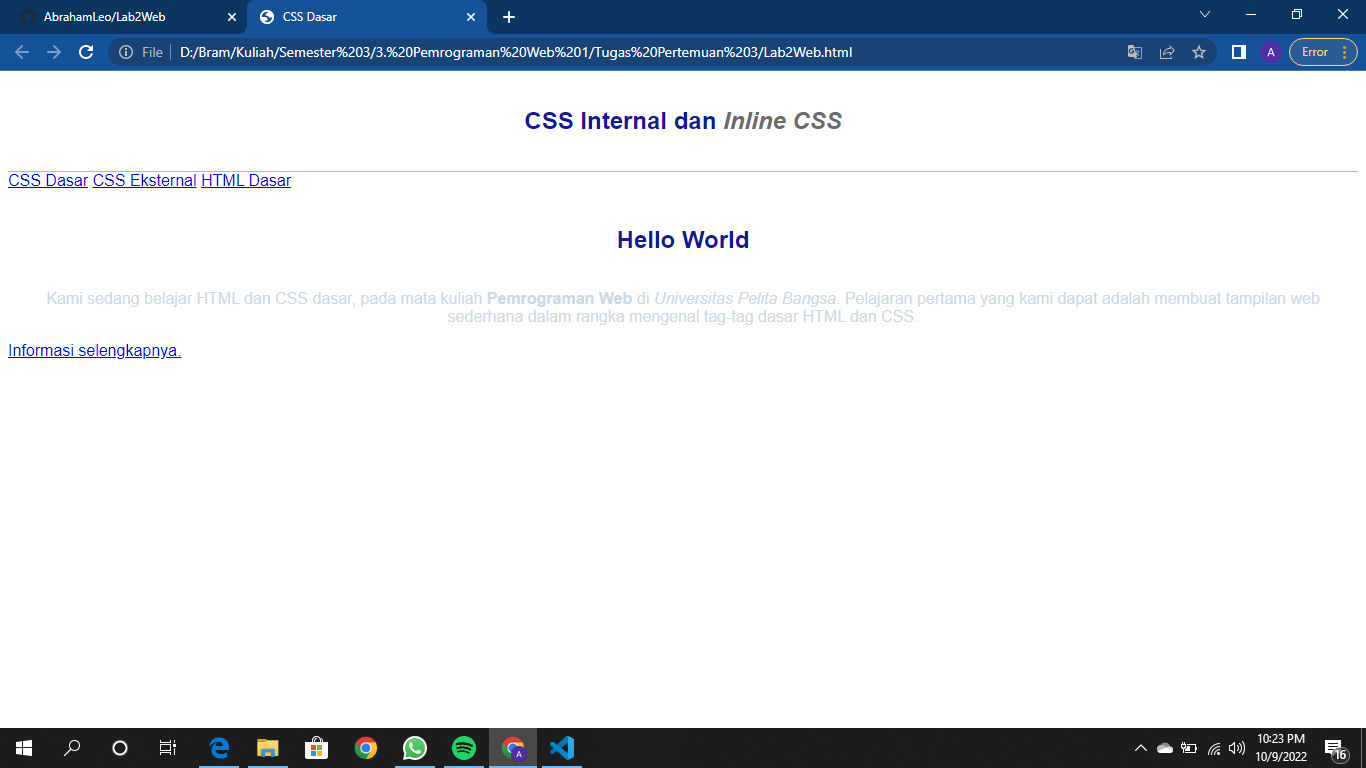 AbrahamLeo/Lab2Web
CSS Dasar
File
D:/Bram/Kuliah/Semester%203/3.%20Pemrograman%20Web%201/Tugas%20Pertemuan%203/Lab2Web.html
A
Error
CSS Internal dan Inline CSS
CSS Dasar CSS Eksternal HTML Dasar
Hello World
Kami sedang belajar HTML dan CSS dasar, pada mata kuliah Pemrograman Web di Universitas Pelita Bangsa. Pelajaran pertama yang kami dapat adalah membuat tampilan web
sederhana dalam rangka mengenal tag-tag dasar HTML dan CSS.
Informasi selengkapnya.
A
10:23 PM
10/9/2022
16